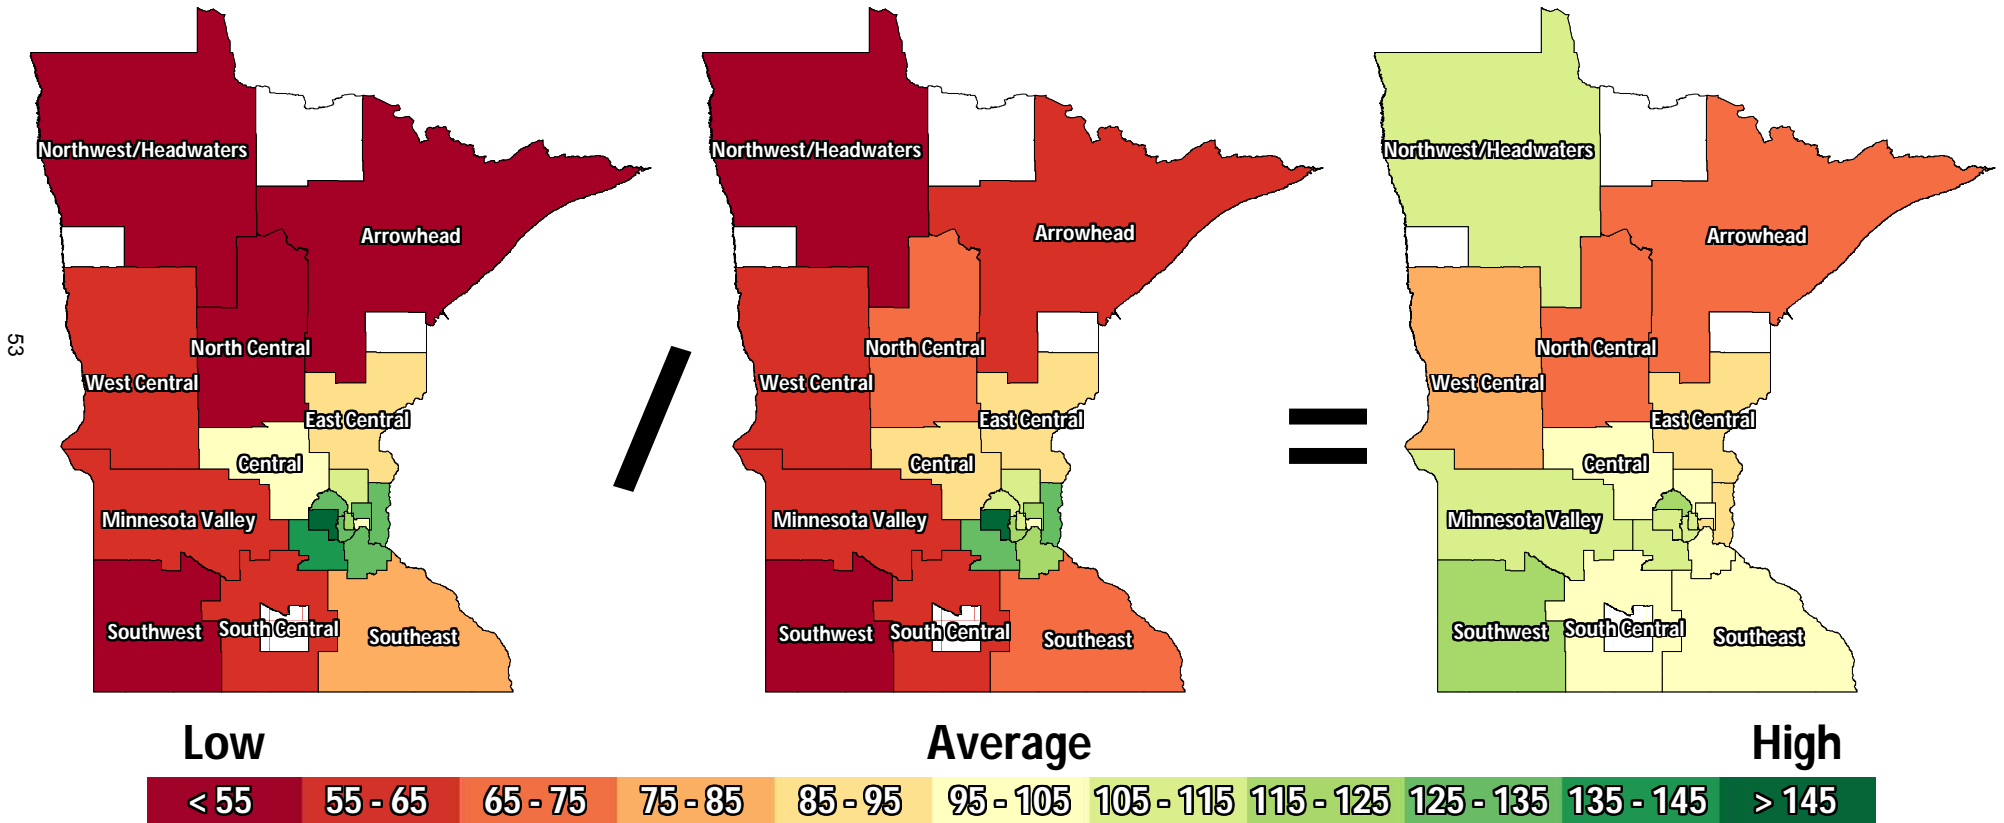 53
Northwest/Headwaters
Arrowhead
North Central
West Central
East Central
Central
Minnesota Valley
Southwest
South Central
Southeast
/
Northwest/Headwaters
Arrowhead
North Central
West Central
East Central
Central
Minnesota Valley
Southwest
South Central
Southeast
=
Northwest/Headwaters
Arrowhead
North Central
West Central
East Central
Central
Minnesota Valley
Southwest
South Central
Southeast
Low Average High
< 55 55 - 65 65 - 75 75 - 85 85 - 95 95 - 105 105 - 115 115 - 125 125 - 135 135 - 145 > 145